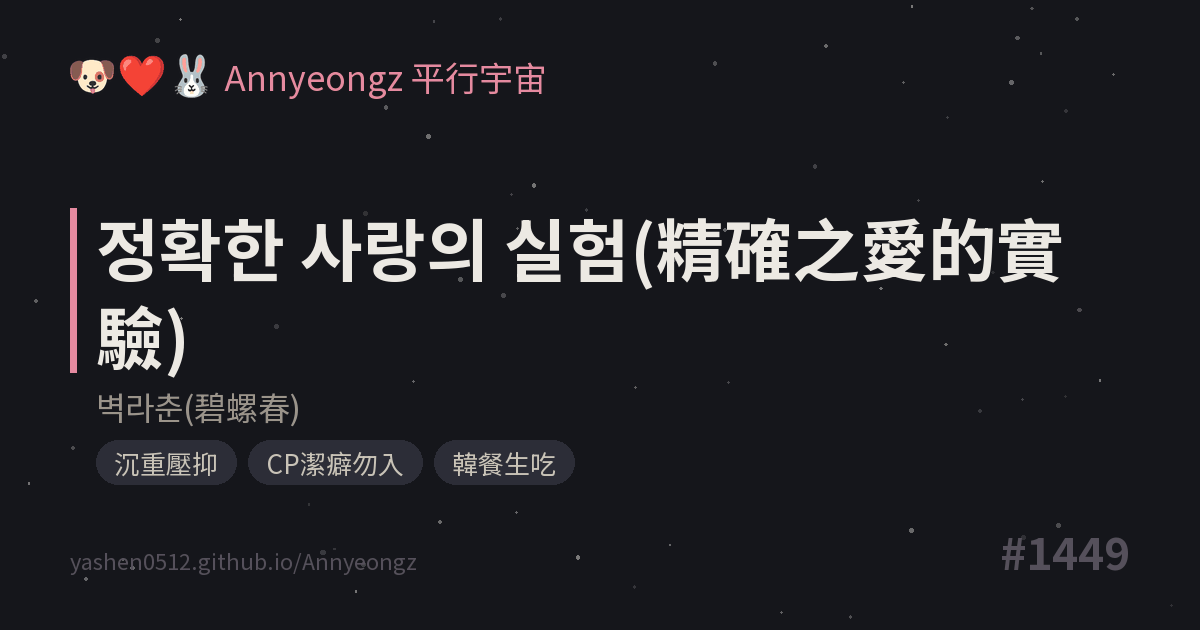 🐶❤️🐰 Annyeongz 平行宇宙
정확한 사랑의 실험(精確之愛的實
驗)
벽라춘(碧螺春)
沉重壓抑 CP潔癖勿入 韓餐生吃
yashen0512.github.io/Annyeongz #1449